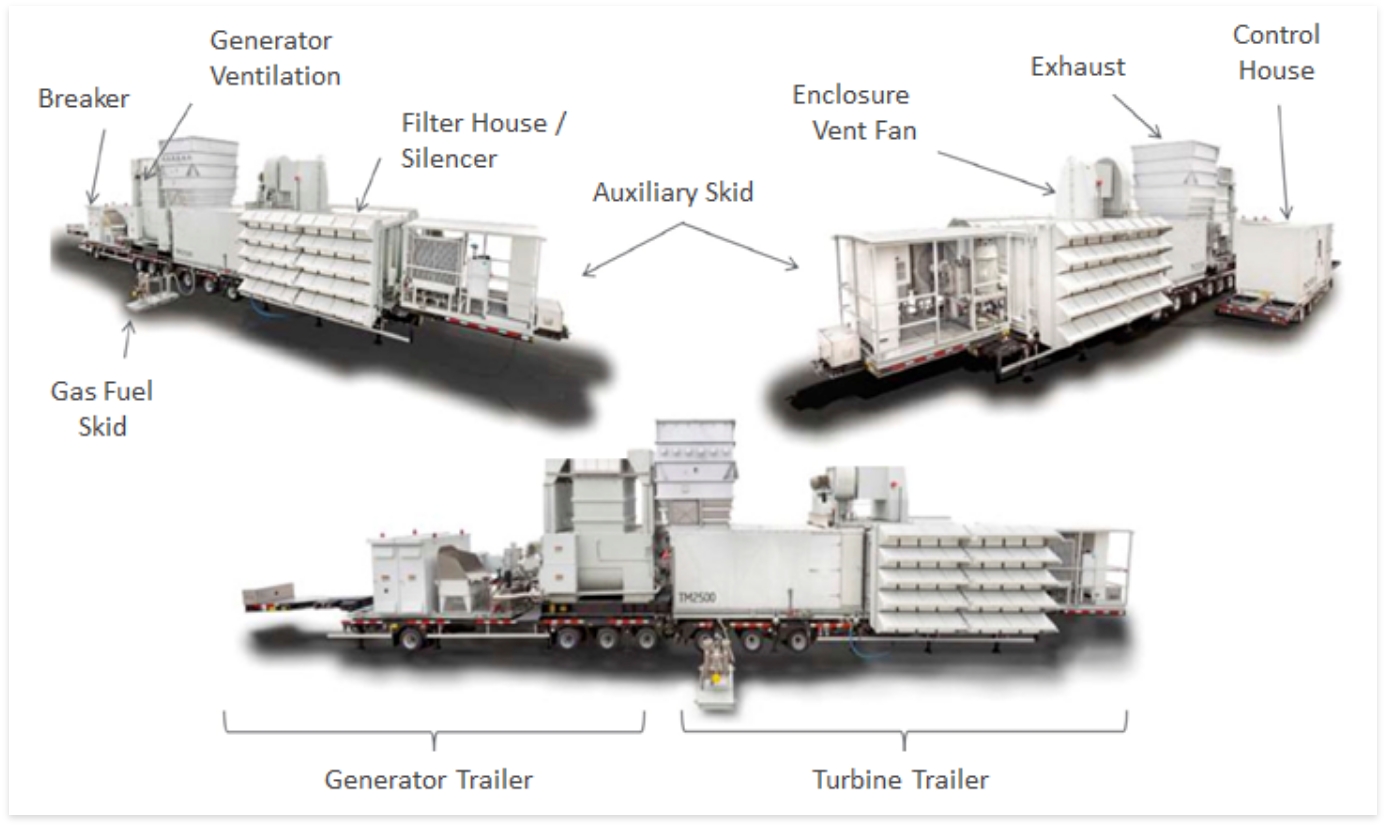 Generator
Ventilation
Breaker
Filter House /
Silencer
Auxiliary Skid
Gas Fuel
Skid
Enclosure
Vent Fan
Exhaust
Control
House
TM2500
Generator Trailer
Turbine Trailer